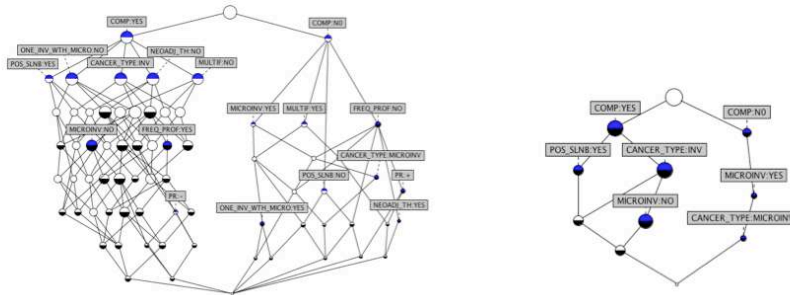 COMP:YES
COMP:NO
ONE_INV_WTH_MICRO:NO
NEOADJ_TH:NO
POS_SLNB:YES
CANCER_TYPE:INV
MULTIF:NO
MICROINV:YES
MULTIF:YES
FREQ_PROF:NO
MICROINV:NO
FREQ_PROF:YES
CANCER_TYPE:MICROINV
POS_SLNB:NO
PR:+
PR:-
ONE_INV_WTH_MICRO:YES
NEOADJ_TH:YES
COMP:YES
COMP:NO
POS_SLNB:YES
CANCER_TYPE:INV
MICROINV:YES
MICROINV:NO
CANCER_TYPE:MICROINV